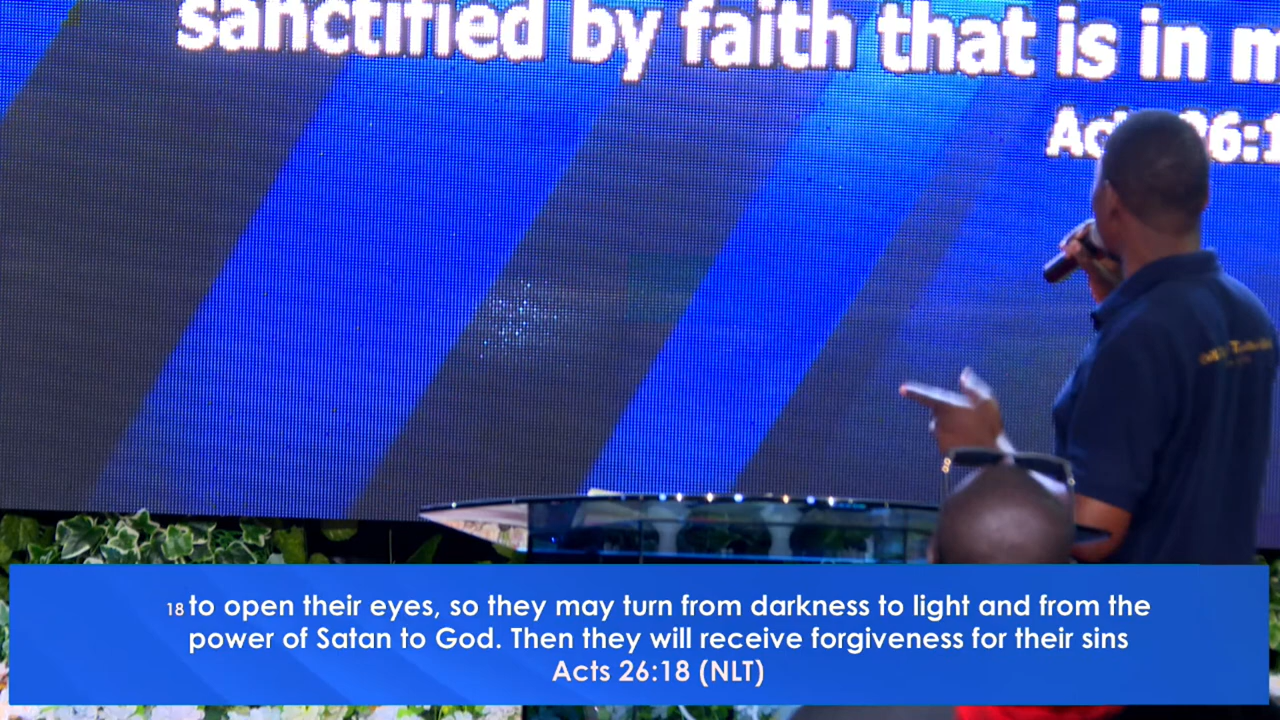 sanctified by faith that is in m
Ac 26:1
18 to open their eyes, so they may turn from darkness to light and from the
power of Satan to God. Then they will receive forgiveness for their sins
Acts 26:18 (NLT)